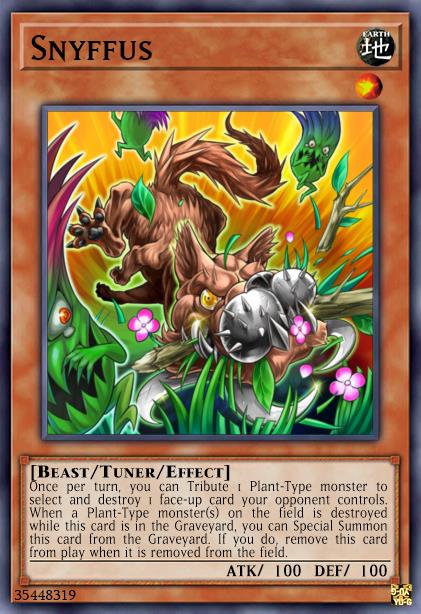 Snyffus
EARTH
地
[Beast/Tuner/Effect]
Once per turn, you can Tribute 1 Plant-Type monster to
select and destroy 1 face-up card your opponent controls.
When a Plant-Type monster(s) on the field is destroyed
while this card is in the Graveyard, you can Special Summon
this card from the Graveyard. If you do, remove this card
from play when it is removed from the field.
ATK/ 100 DEF/ 100
35448319